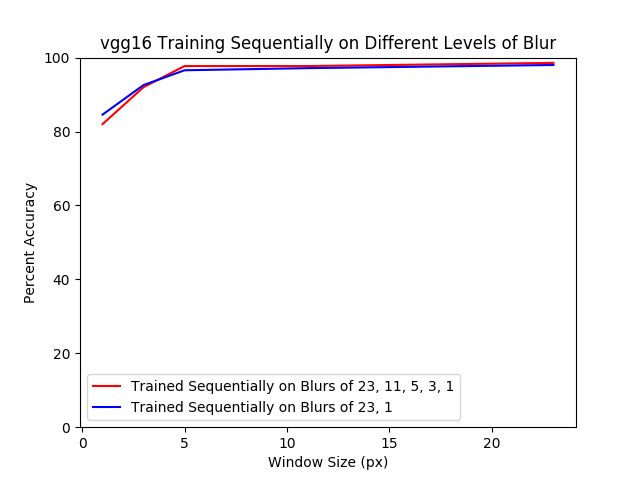 vgg16 Training Sequentially on Different Levels of Blur
100
80
60
40
20
0
Percent Accuracy
Trained Sequentially on Blurs of 23, 11, 5, 3, 1
Trained Sequentially on Blurs of 23, 1
0 5 10 15 20
Window Size (px)